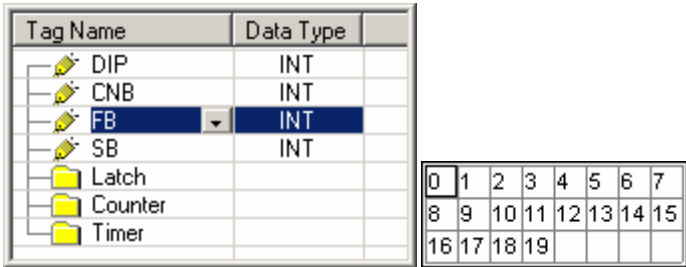 Tag Name Data Type
DIP INT
CNB INT
FB INT
SB INT
Latch
Counter
Timer
0 1 2 3 4 5 6 7
8 9 10 11 12 13 14 15
16 17 18 19